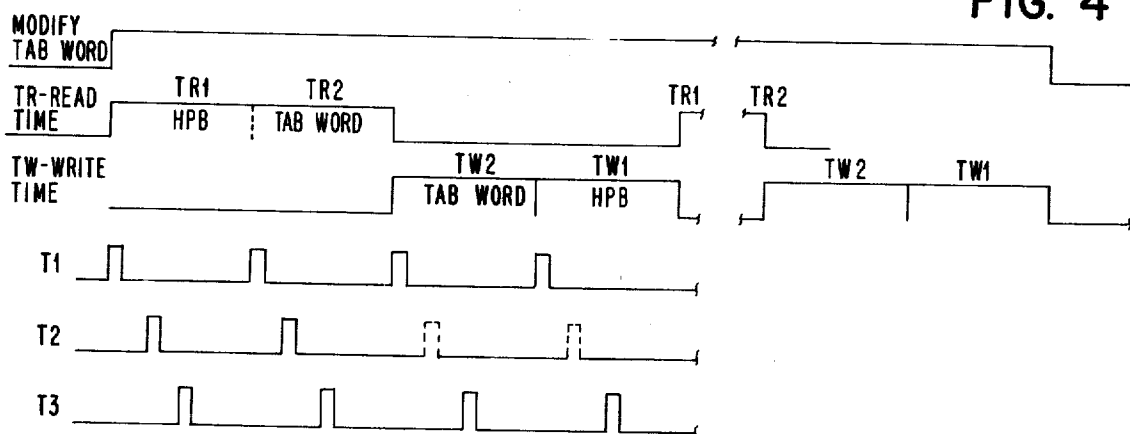 FIG. 4
MODIFY
TAB WORD
TR-READ
TIME
TR1
TR2
TR1
TR2
HPB
TAB WORD
TW-WRITE
TIME
TW2
TW1
TW2
TW1
TAB WORD
HPB
T1
T2
T3